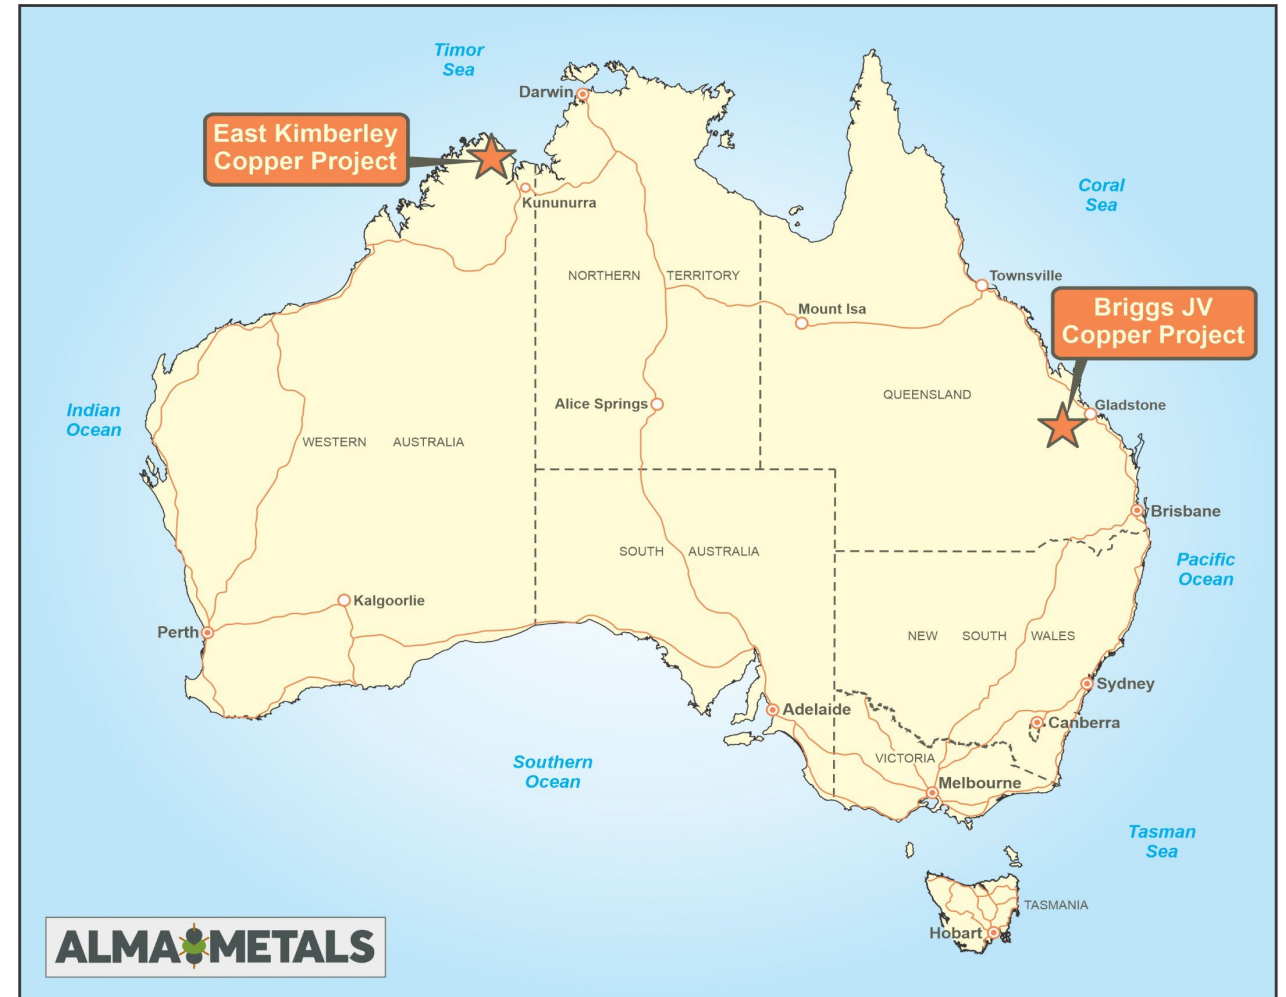 Timor
Sea
Darwin
East Kimberley
Copper Project
Kununurra
Coral
Sea
NORTHERN TERRITORY
Townsville
Mount Isa
Briggs JV
Copper Project
QUEENSLAND
Alice Springs
Gladstone
Indian
Ocean
WESTERN AUSTRALIA
Brisbane
SOUTH AUSTRALIA
Pacific
Ocean
Kalgoorlie
Perth
NEW SOUTH WALES
Sydney
Adelaide
Canberra
VICTORIA
Southern
Ocean
Melbourne
Tasman
Sea
TASMANIA
Hobart
ALMA METALS